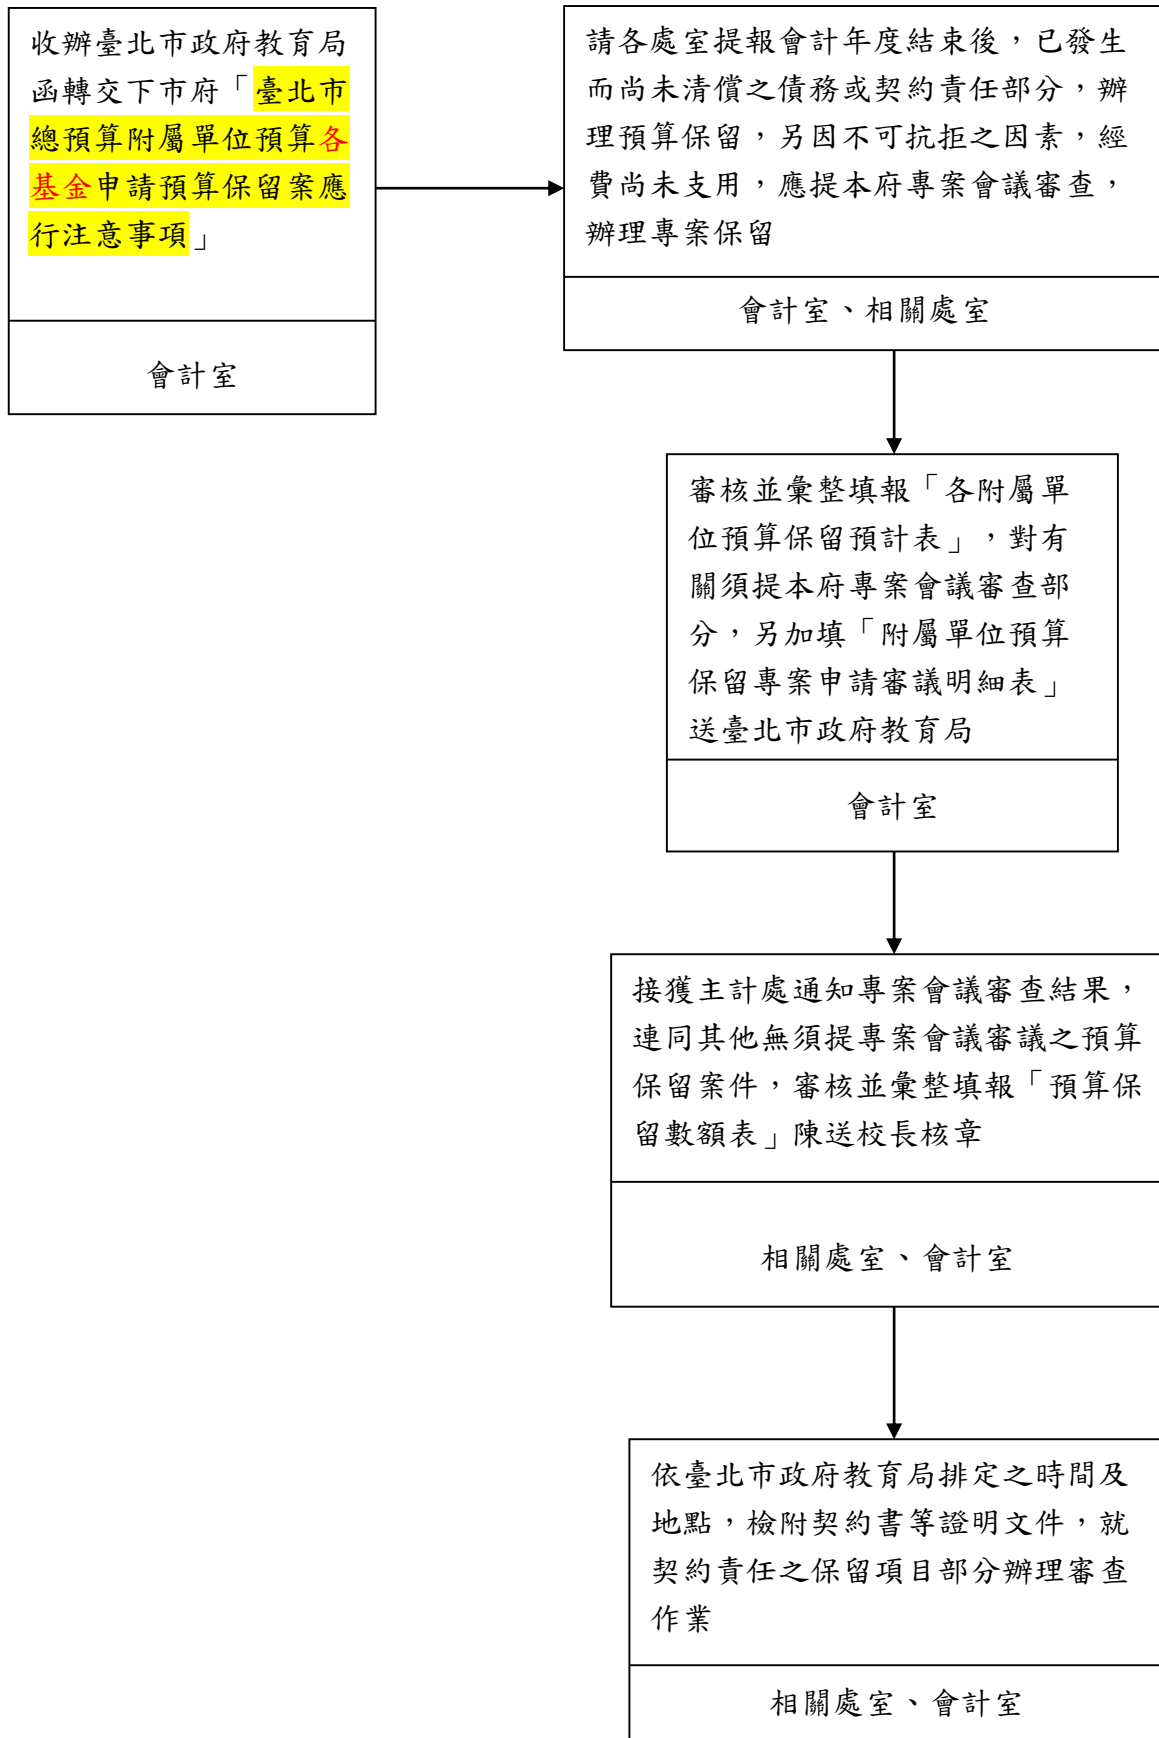 收辦臺北市政府教育局
函轉交下市府「臺北市
總預算附屬單位預算各
基金申請預算保留案應
行注意事項」
會計室
請各處室提報會計年度結束後，已發生
而尚未清償之債務或契約責任部分，辦
理預算保留，另因不可抗拒之因素，經
費尚未支用，應提本府專案會議審查，
辦理專案保留
會計室、相關處室
審核並彙整填報「各附屬單
位預算保留預計表」，對有
關須提本府專案會議審查部
分，另加填「附屬單位預算
保留專案申請審議明細表」
送臺北市政府教育局
會計室
接獲主計處通知專案會議審查結果，
連同其他無須提專案會議審議之預算
保留案件，審核並彙整填報「預算保
留數額表」陳送校長核章
相關處室、會計室
依臺北市政府教育局排定之時間及
地點，檢附契約書等證明文件，就
契約責任之保留項目部分辦理審查
作業
相關處室、會計室